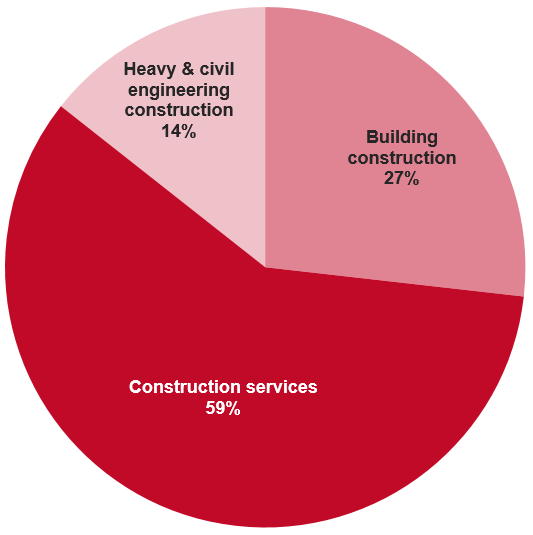 Heavy & civil
engineering
construction
14%
Building
construction
27%
Construction services
59%